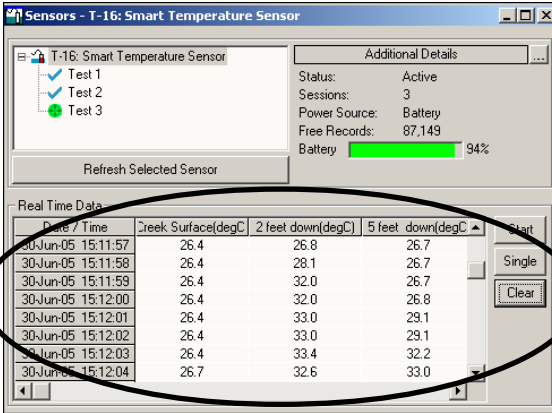 Sensors - T-16: Smart Temperature Sensor
T-16: Smart Temperature Sensor
Test 1
Test 2
Test 3
Refresh Selected Sensor
Additional Details ...
Status: Active
Sessions: 3
Power Source: Battery
Free Records: 87,149
Battery 94%
Real Time Data
Date / Time Creek Surface(degC 2 feet down(degC) 5 feet down(degC
30-Jun-05 15:11:57 26.4 26.8 26.7
30-Jun-05 15:11:58 26.4 28.1 26.7
30-Jun-05 15:11:59 26.4 32.0 26.7
30-Jun-05 15:12:00 26.4 32.0 26.8
30-Jun-05 15:12:01 26.4 33.0 29.1
30-Jun-05 15:12:02 26.4 33.0 29.1
30-Jun-05 15:12:03 26.4 33.4 32.2
30-Jun-05 15:12:04 26.7 32.6 33.0
Start
Single
Clear